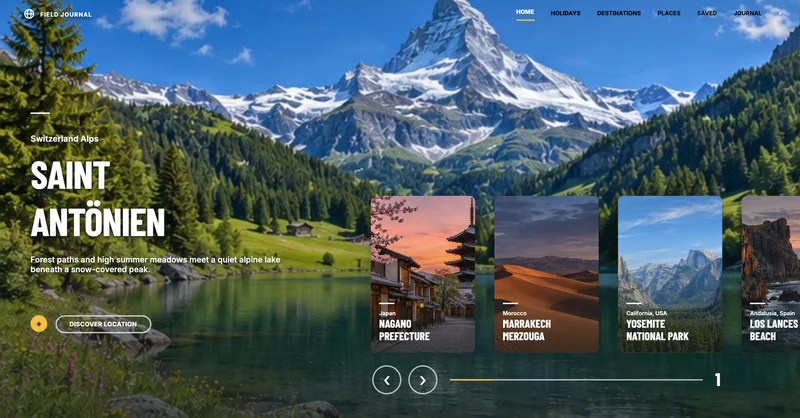 FIELD JOURNAL
HOME
HOLIDAYS
DESTINATIONS
PLACES
SAVED
JOURNAL
Switzerland Alps
SAINT
ANTÖNIEN
Forest paths and high summer meadows meet a quiet alpine lake
beneath a snow-covered peak.
DISCOVER LOCATION
Japan
NAGANO
PREFECTURE
Morocco
MARRAKECH
MERZOUGA
California, USA
YOSEMITE
NATIONAL PARK
Andalusia, Spain
LOS LANCES
BEACH
1